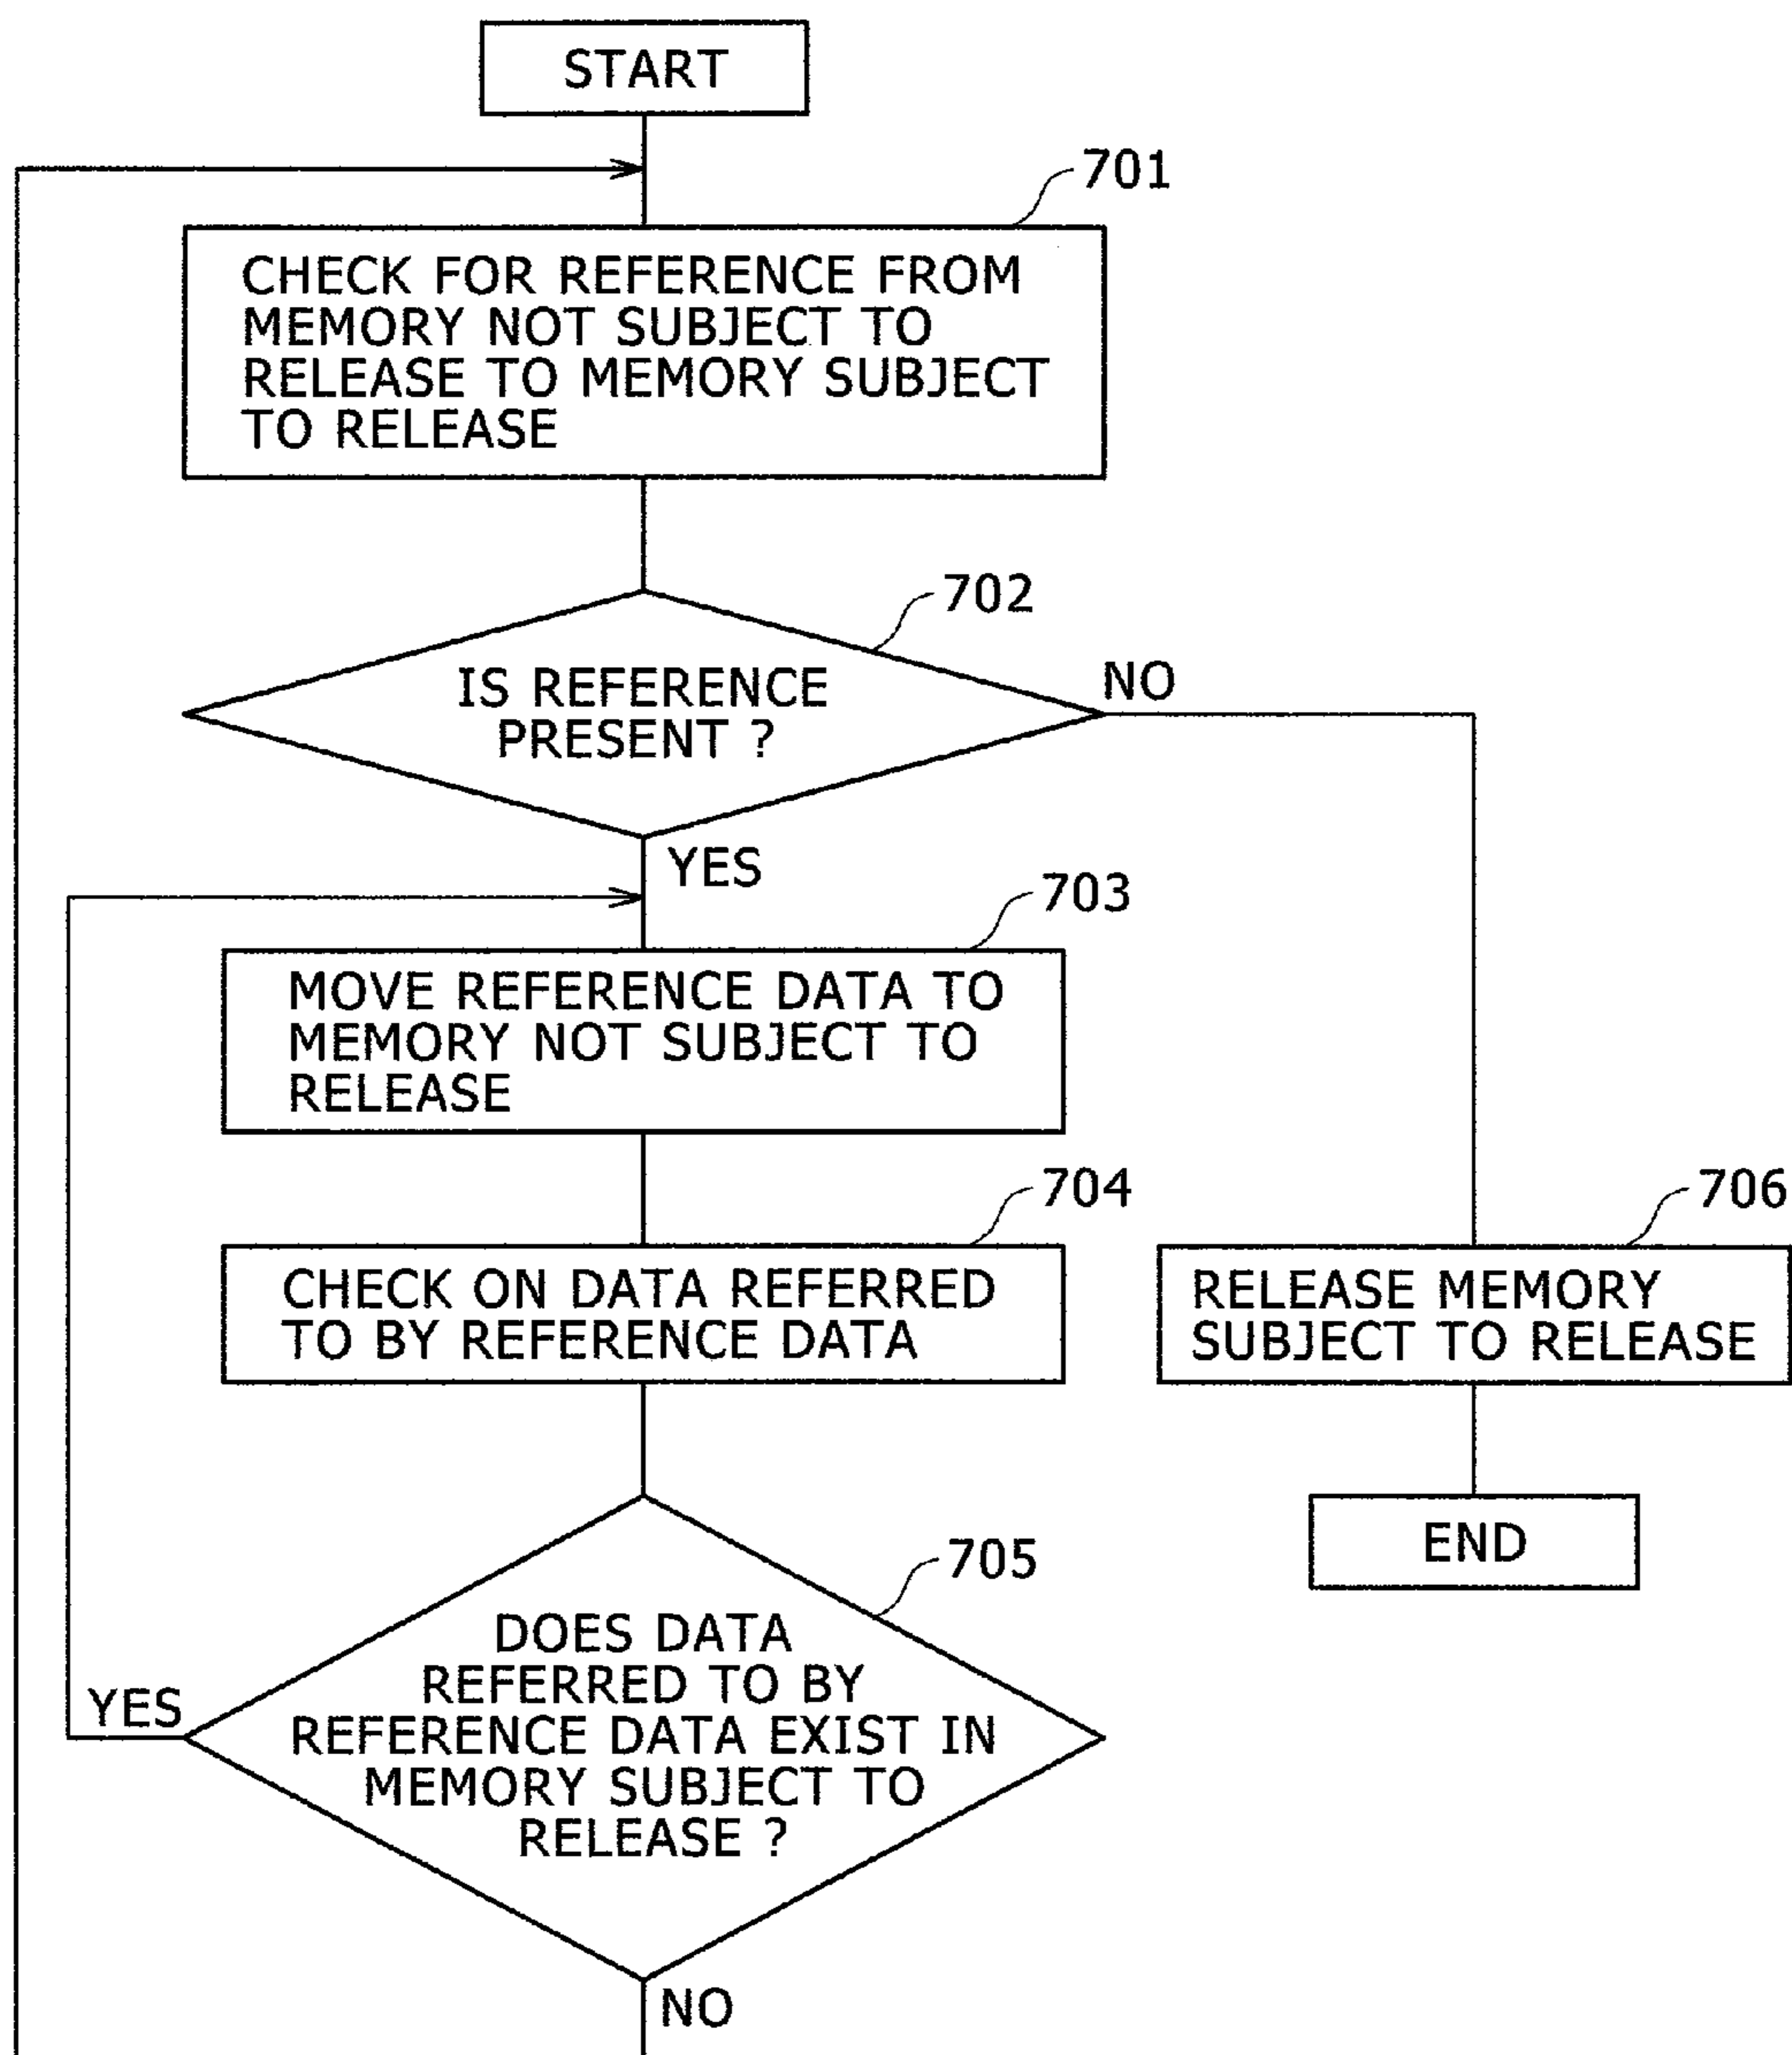 START
701
CHECK FOR REFERENCE FROM
MEMORY NOT SUBJECT TO
RELEASE TO MEMORY SUBJECT
TO RELEASE
702
IS REFERENCE
PRESENT ?
NO
YES
703
MOVE REFERENCE DATA TO
MEMORY NOT SUBJECT TO
RELEASE
704
CHECK ON DATA REFERRED
TO BY REFERENCE DATA
706
RELEASE MEMORY
SUBJECT TO RELEASE
END
705
DOES DATA
REFERRED TO BY
REFERENCE DATA EXIST IN
MEMORY SUBJECT TO
RELEASE ?
YES
NO